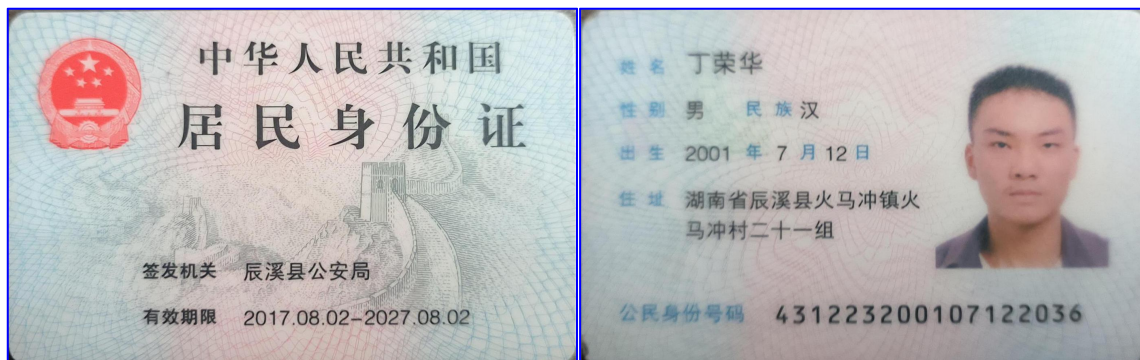 中华人民共和国
居民身份证
签发机关 辰溪县公安局
有效期限 2017.08.02-2027.08.02
姓名 丁荣华
性别 男 民族 汉
出生 2001 年 7 月 12 日
住址 湖南省辰溪县火马冲镇火
马冲村二十一组
公民身份号码 431223200107122036